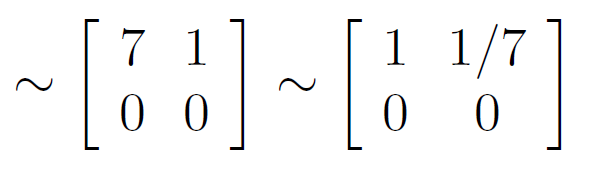 ∼ [ 7 1 ] ∼ [ 1 1/7 ]
[ 0 0 ] [ 0 0 ]